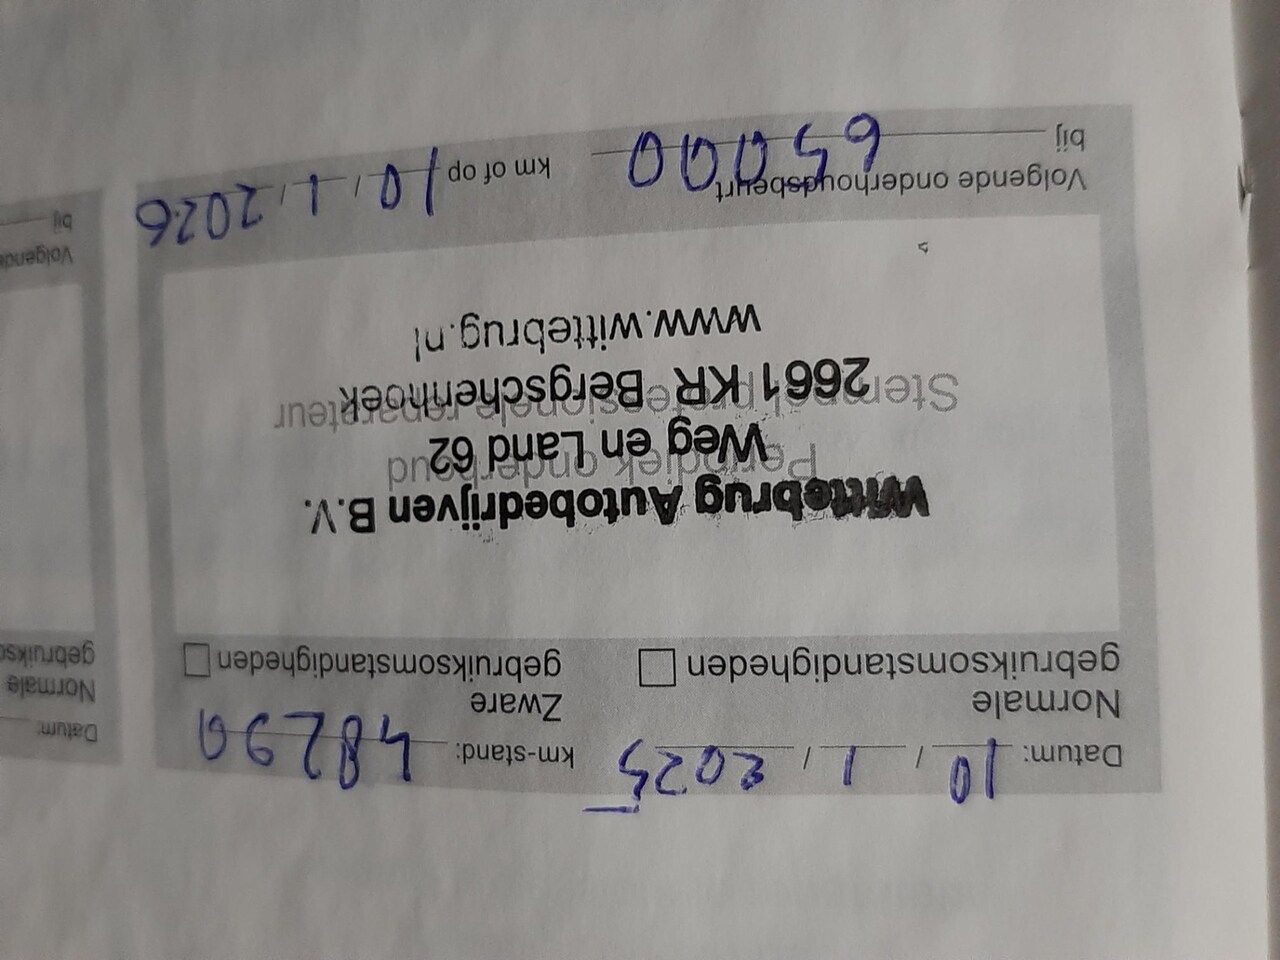 Datum: 10 / 1 / 2025 km-stand: 48290
Normale gebruiksomstandigheden
Zware gebruiksomstandigheden
Periodiek onderhoud
Stempel professionele reparateur
Wittebrug Autobedrijven B.V.
Weg en Land 62
2661 KR Bergschenhoek
www.wittebrug.nl
Volgende onderhoudsbeurt
bij 65000 km of op 10 / 1 / 2026
Datum:
Normale
Volgende
bij